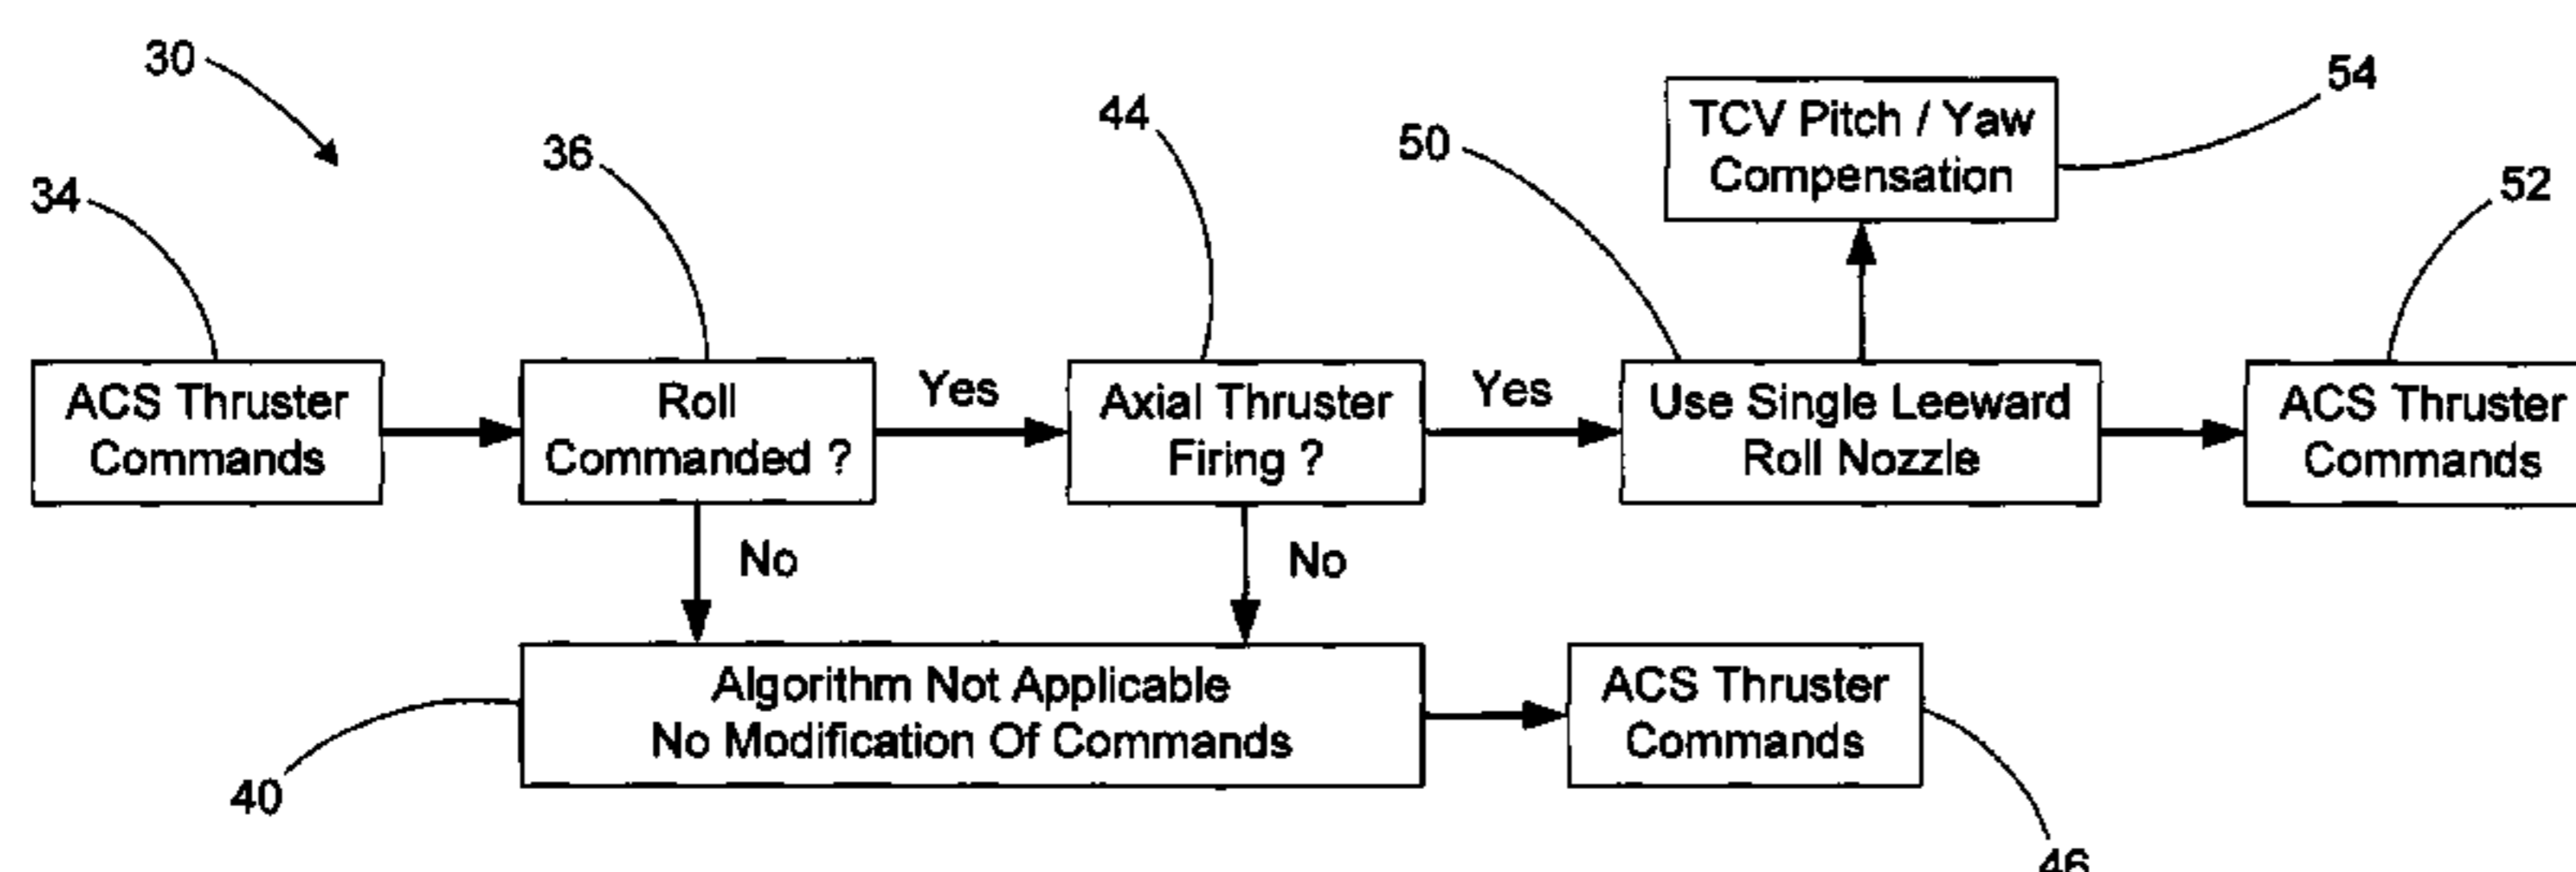 30
34
36
44
50
54
52
TCV Pitch / Yaw
Compensation
ACS Thruster
Commands
Roll
Commanded ?
Yes
Axial Thruster
Firing ?
Yes
Use Single Leeward
Roll Nozzle
ACS Thruster
Commands
No
No
Algorithm Not Applicable
No Modification Of Commands
ACS Thruster
Commands
40
46